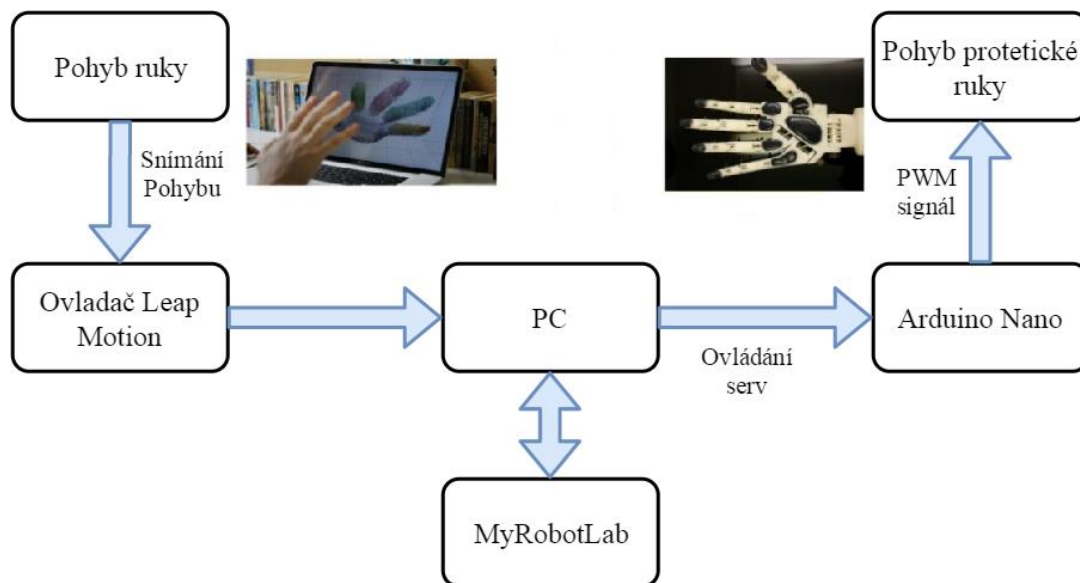 Pohyb ruky
Pohyb protetické
ruky
Snímání
Pohybu
PWM
signál
Ovladač Leap
Motion
PC
Arduino Nano
Ovládání
serv
MyRobotLab